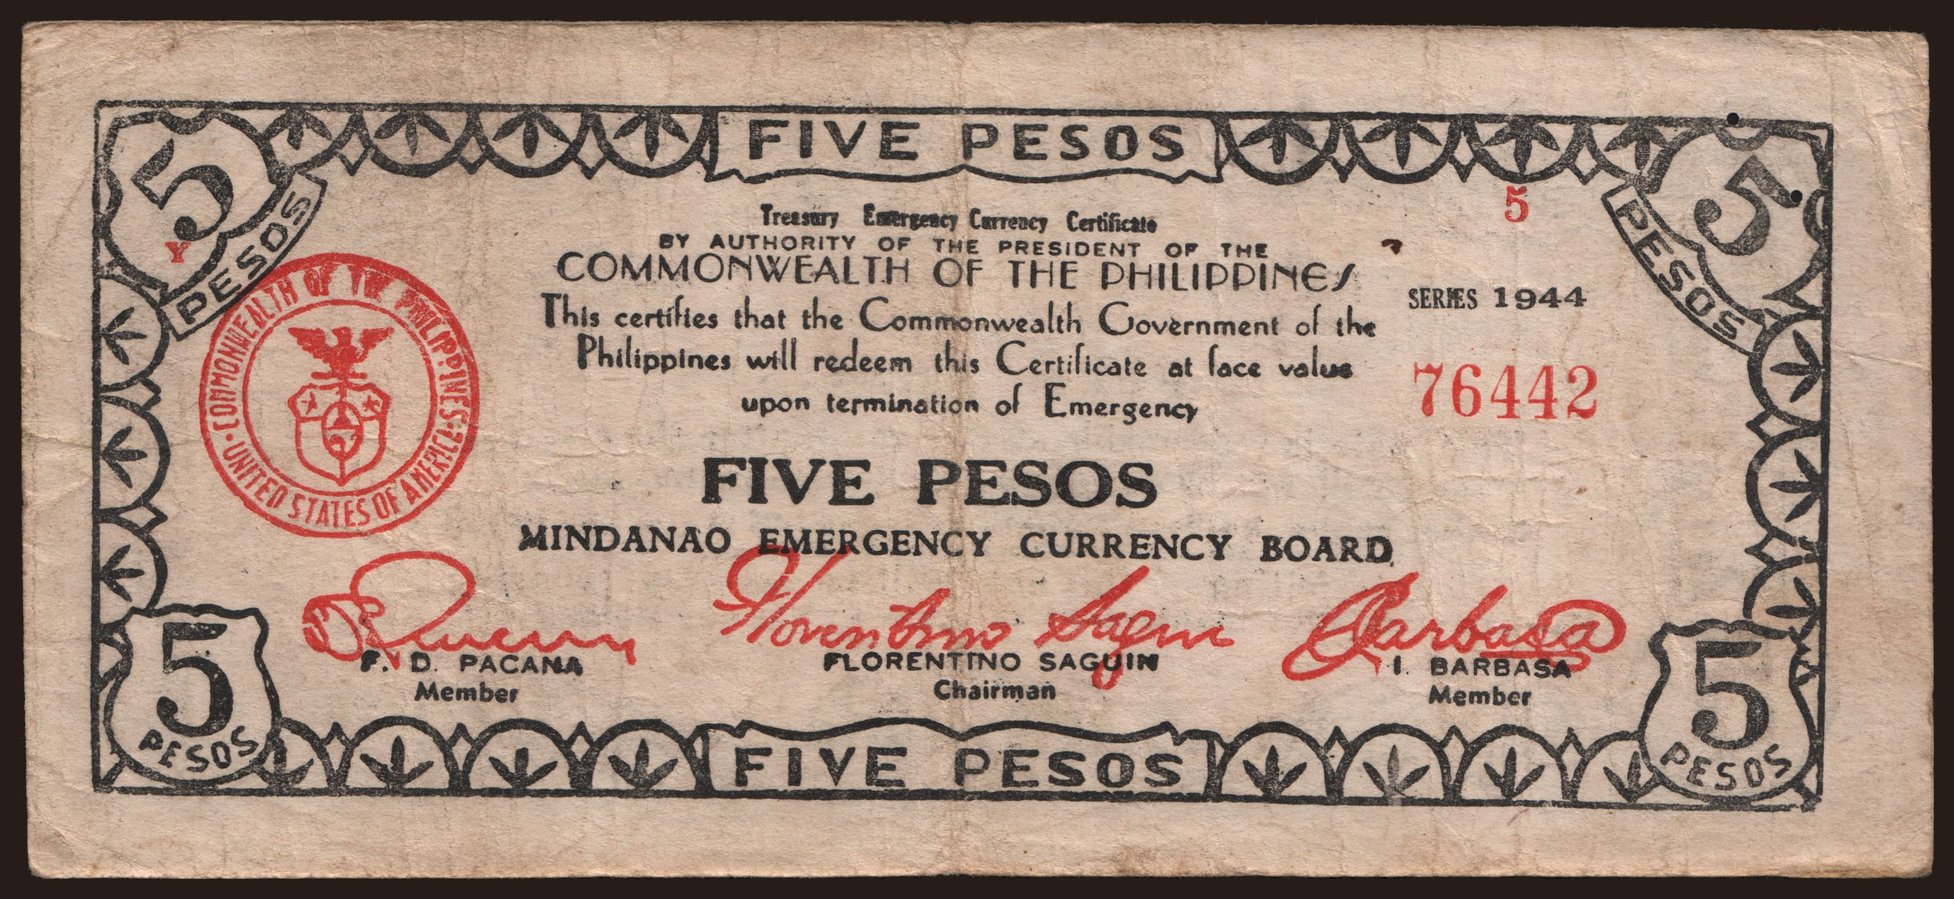 FIVE PESOS
5
PESOS
Y
5
PESOS
5
Treasury Emergency Currency Certificate
BY AUTHORITY OF THE PRESIDENT OF THE
COMMONWEALTH OF THE PHILIPPINES
SERIES 1944
This certifies that the Commonwealth Government of the
Philippines will redeem this Certificate at face value
upon termination of Emergency
76442
COMMONWEALTH OF THE PHILIPPINES
UNITED STATES OF AMERICA
FIVE PESOS
MINDANAO EMERGENCY CURRENCY BOARD
Florentino Saguin
Barbasa
F. D. PACANA
Member
FLORENTINO SAGUIN
Chairman
I. BARBASA
Member
5
PESOS
FIVE PESOS
5
PESOS